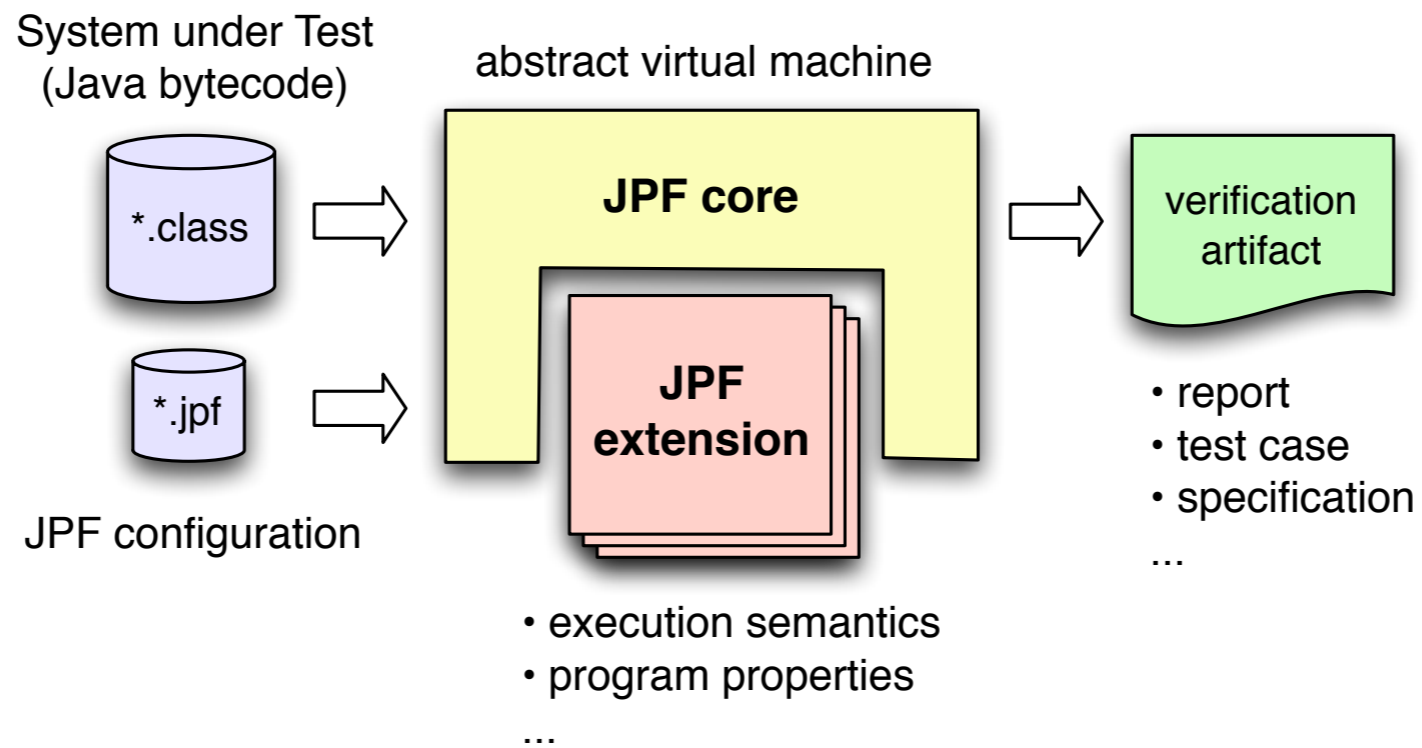 System under Test
(Java bytecode)
abstract virtual machine
*.class
JPF core
verification
artifact
*.jpf
JPF
extension
JPF configuration
• report
• test case
• specification
...
• execution semantics
• program properties
...